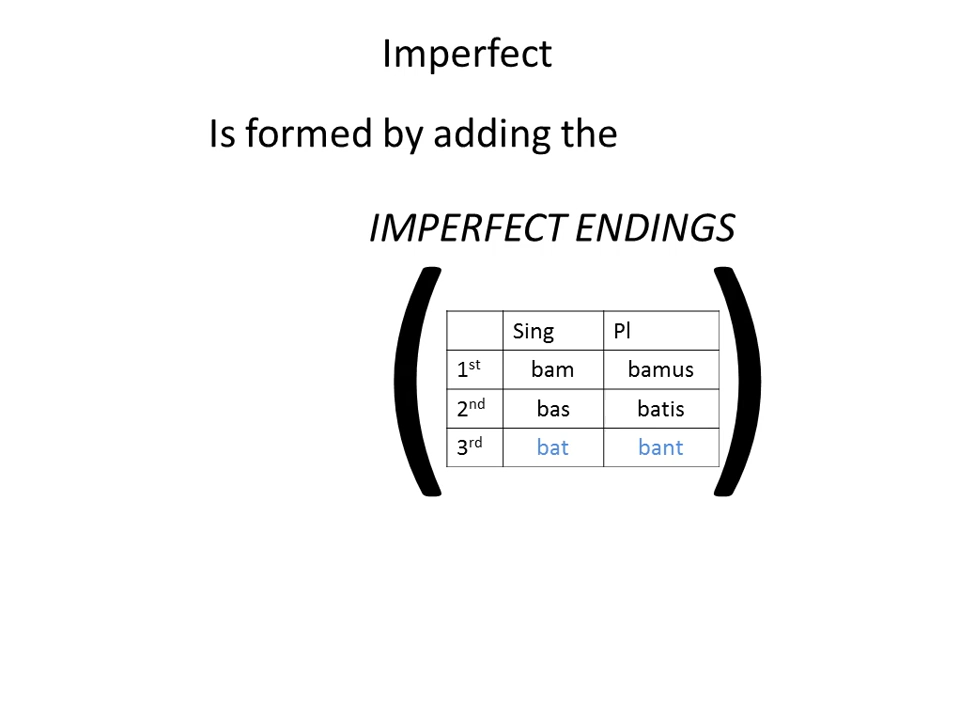 Imperfect
Is formed by adding the
IMPERFECT ENDINGS
Sing Pl
1st bam bamus
2nd bas batis
3rd bat bant